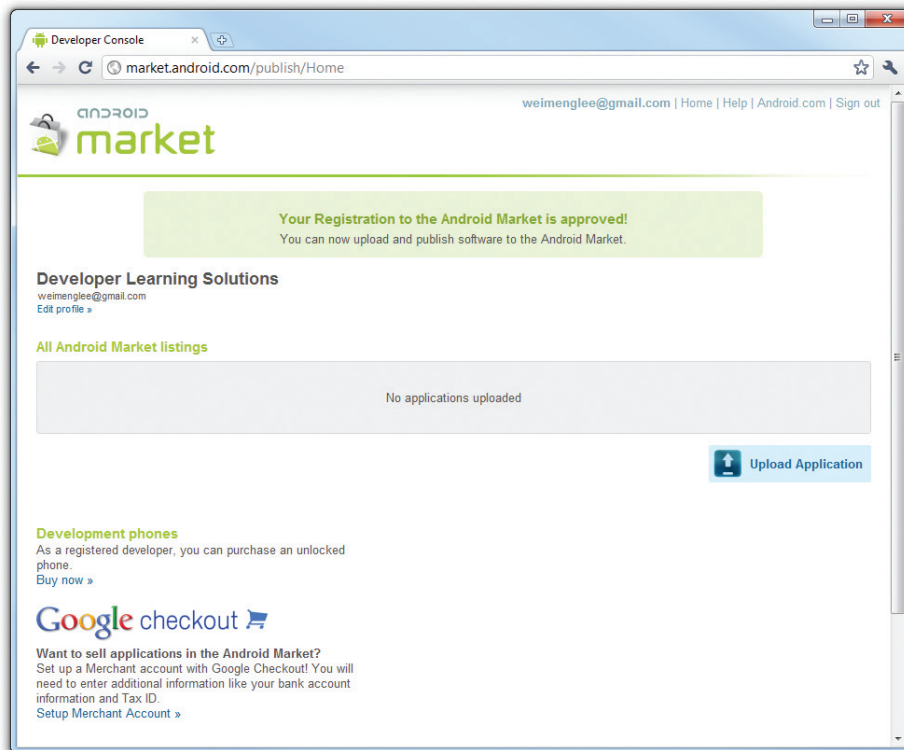 Developer Console
market.android.com/publish/Home
weimenglee@gmail.com | Home | Help | Android.com | Sign out
android
market
Your Registration to the Android Market is approved!
You can now upload and publish software to the Android Market.
Developer Learning Solutions
weimenglee@gmail.com
Edit profile »
All Android Market listings
No applications uploaded
Upload Application
Development phones
As a registered developer, you can purchase an unlocked
phone.
Buy now »
Google checkout
Want to sell applications in the Android Market?
Set up a Merchant account with Google Checkout! You will
need to enter additional information like your bank account
information and Tax ID.
Setup Merchant Account »